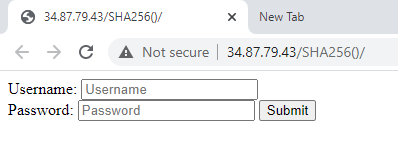 34.87.79.43/SHA256()/
New Tab
Not secure
34.87.79.43/SHA256()/
Username: Username
Password: Password Submit